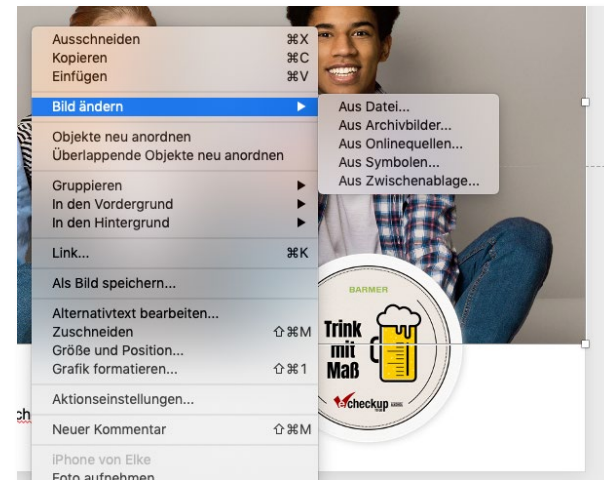 Ausschneiden ⌘X
Kopieren ⌘C
Einfügen ⌘V
Bild ändern
Aus Datei...
Aus Archivbilder...
Aus Onlinequellen...
Aus Symbolen...
Aus Zwischenablage...
Objekte neu anordnen
Überlappende Objekte neu anordnen
Gruppieren
In den Vordergrund
In den Hintergrund
Link... ⌘K
Als Bild speichern...
Alternativtext bearbeiten...
Zuschneiden ⇧⌘M
Größe und Position...
Grafik formatieren... ⇧⌘1
Aktionseinstellungen...
Neuer Kommentar ⇧⌘M
iPhone von Elke
Foto aufnehmen
BARMER
Trink
mit
Maß
checkup
ch